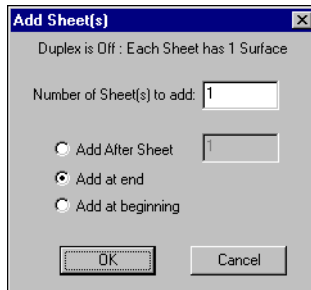 Add Sheet(s)
Duplex is Off : Each Sheet has 1 Surface
Number of Sheet(s) to add: 1
Add After Sheet 1
Add at end
Add at beginning
OK Cancel